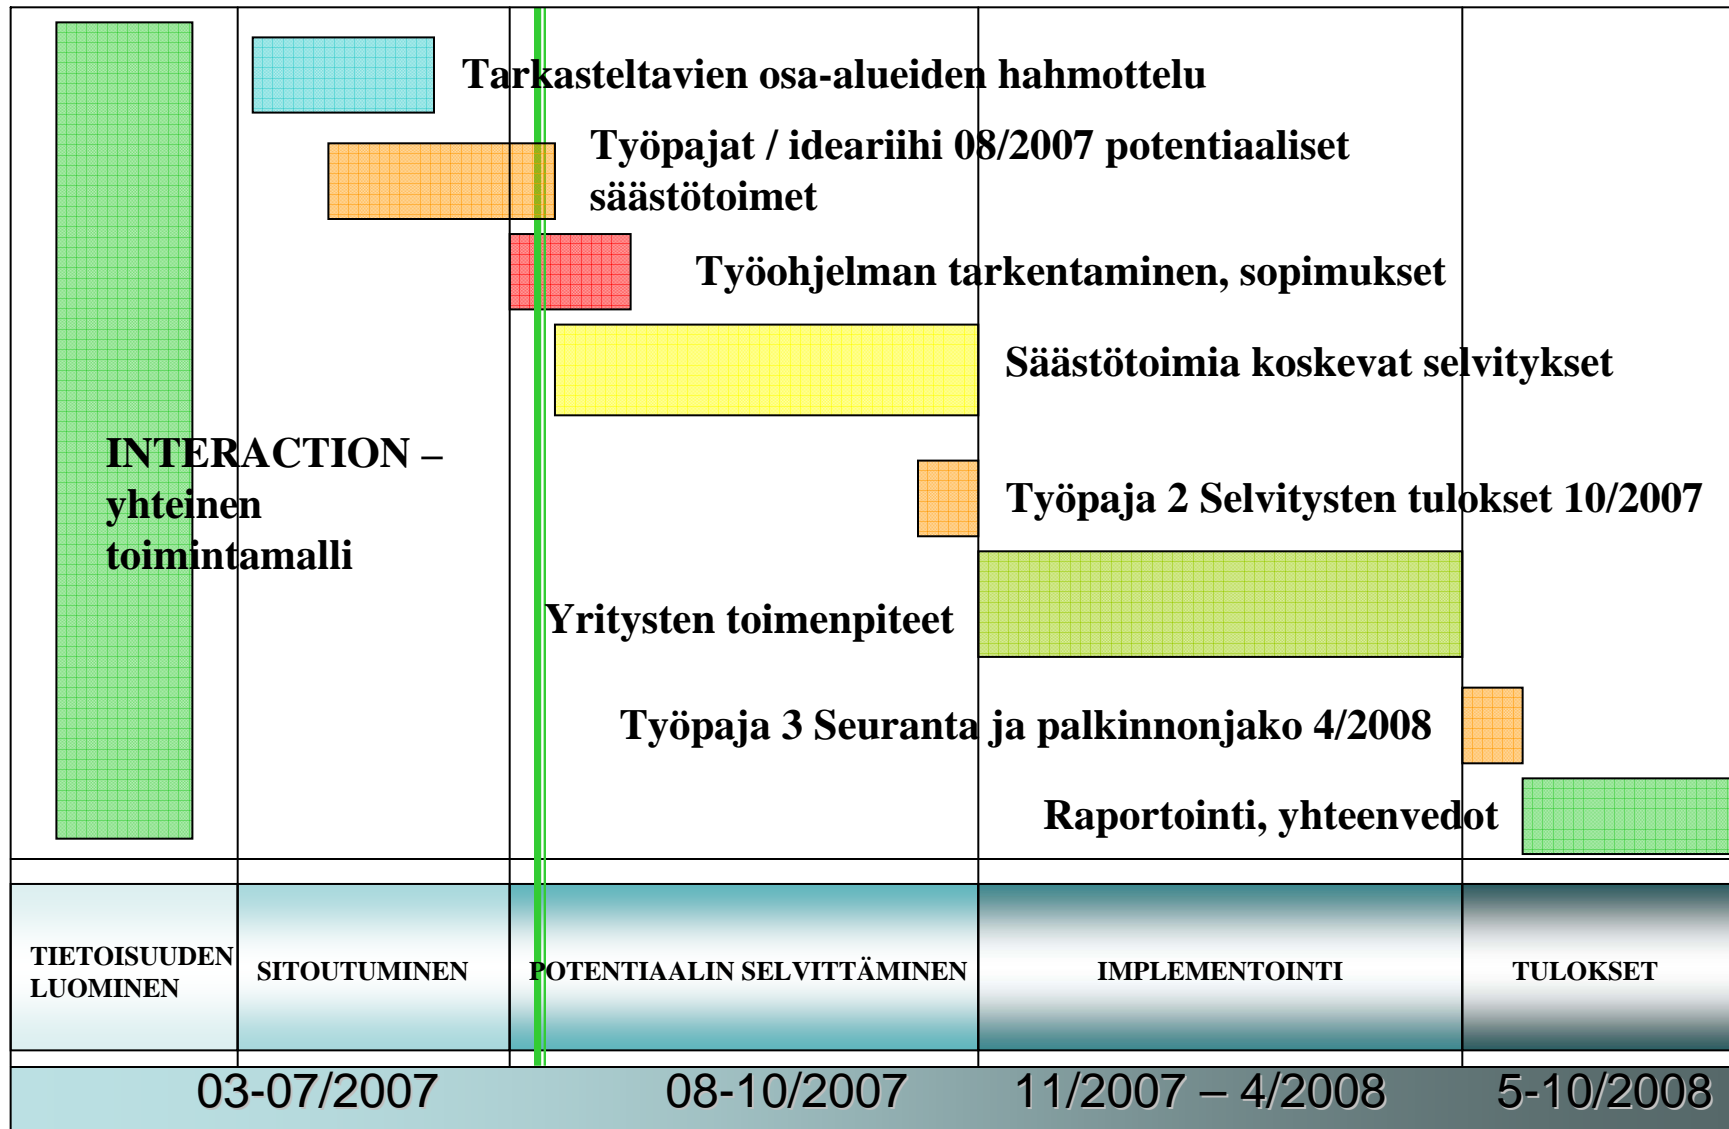 Tarkasteltavien osa-alueiden hahmottelu
Työpajat / ideariihi 08/2007 potentiaaliset
säästötoimet
Työohjelman tarkentaminen, sopimukset
Säästötoimia koskevat selvitykset
INTERACTION –
yhteinen
toimintamalli
Työpaja 2 Selvitysten tulokset 10/2007
Yritysten toimenpiteet
Työpaja 3 Seuranta ja palkinnonjako 4/2008
Raportointi, yhteenvedot
TIETOISUUDEN
LUOMINEN
SITOUTUMINEN
POTENTIAALIN SELVITTÄMINEN
IMPLEMENTOINTI
TULOKSET
03-07/2007
08-10/2007
11/2007 – 4/2008
5-10/2008